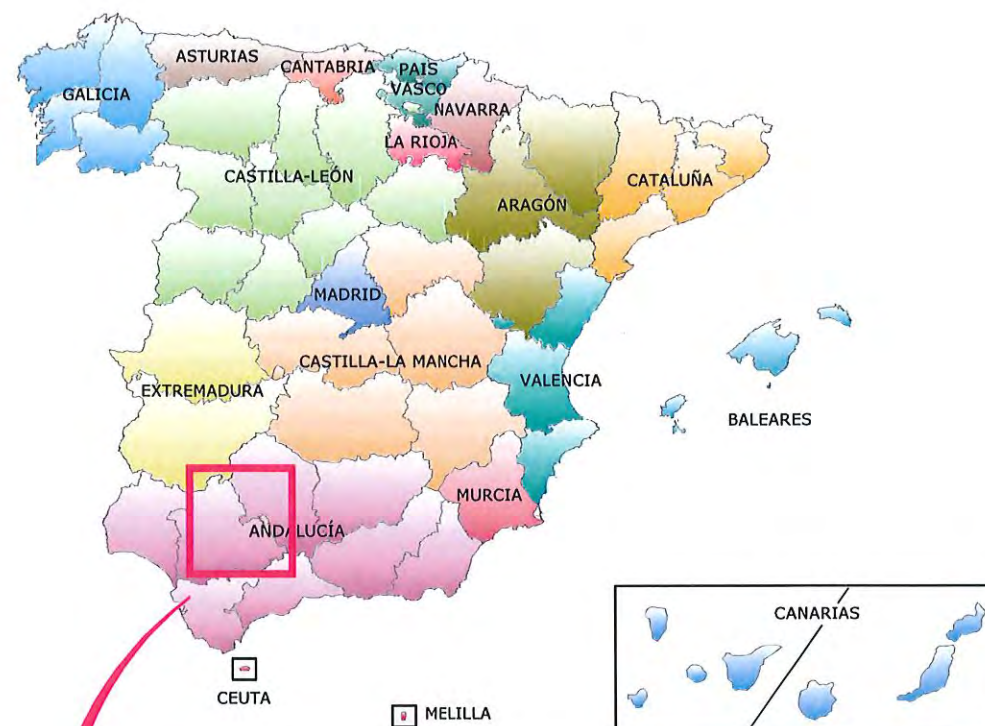 ASTURIAS
CANTABRIA
PAIS
VASCO
GALICIA
NAVARRA
LA RIOJA
CASTILLA-LEÓN
CATALUÑA
ARAGÓN
MADRID
CASTILLA-LA MANCHA
EXTREMADURA
VALENCIA
BALEARES
MURCIA
ANDALUCÍA
CANARIAS
CEUTA
MELILLA